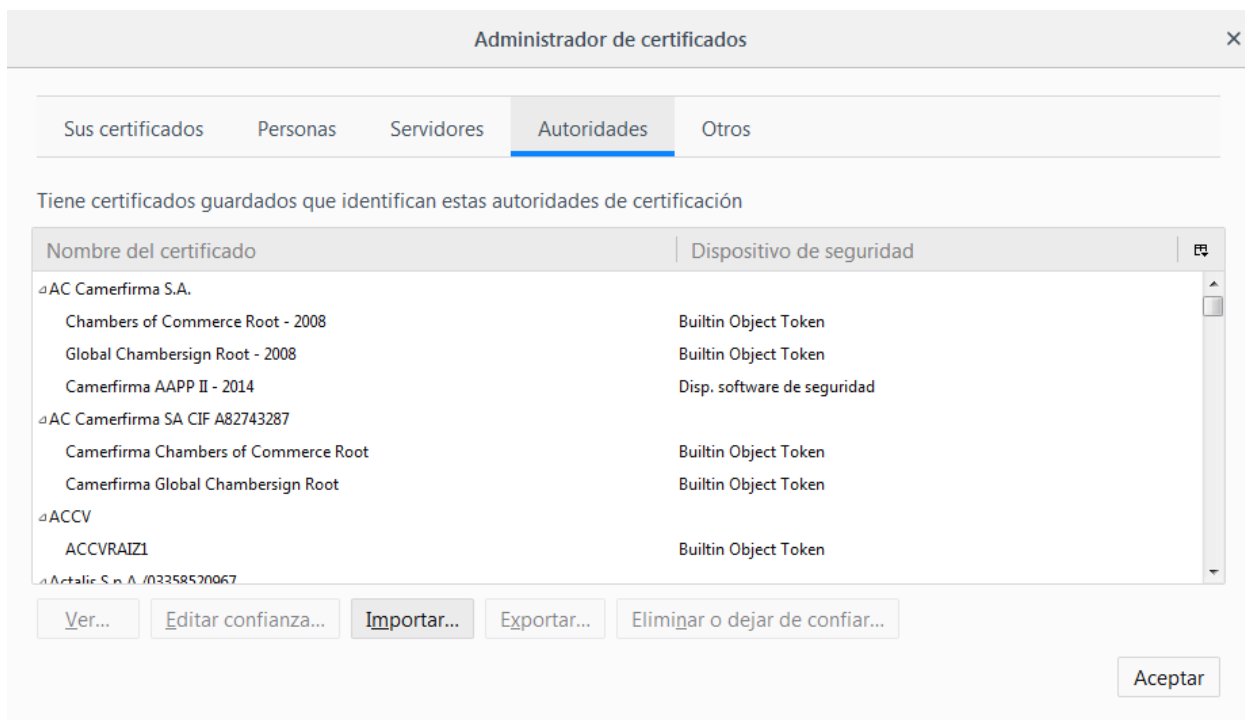 Administrador de certificados
Sus certificados Personas Servidores Autoridades Otros
Tiene certificados guardados que identifican estas autoridades de certificación
Nombre del certificado Dispositivo de seguridad
AC Camerfirma S.A.
Chambers of Commerce Root - 2008 Builtin Object Token
Global Chambersign Root - 2008 Builtin Object Token
Camerfirma AAPP II - 2014 Disp. software de seguridad
AC Camerfirma SA CIF A82743287
Camerfirma Chambers of Commerce Root Builtin Object Token
Camerfirma Global Chambersign Root Builtin Object Token
ACCV
ACCVRAIZ1 Builtin Object Token
Actalis S.p.A./03358520967
Ver... Editar confianza... Importar... Exportar... Eliminar o dejar de confiar...
Aceptar